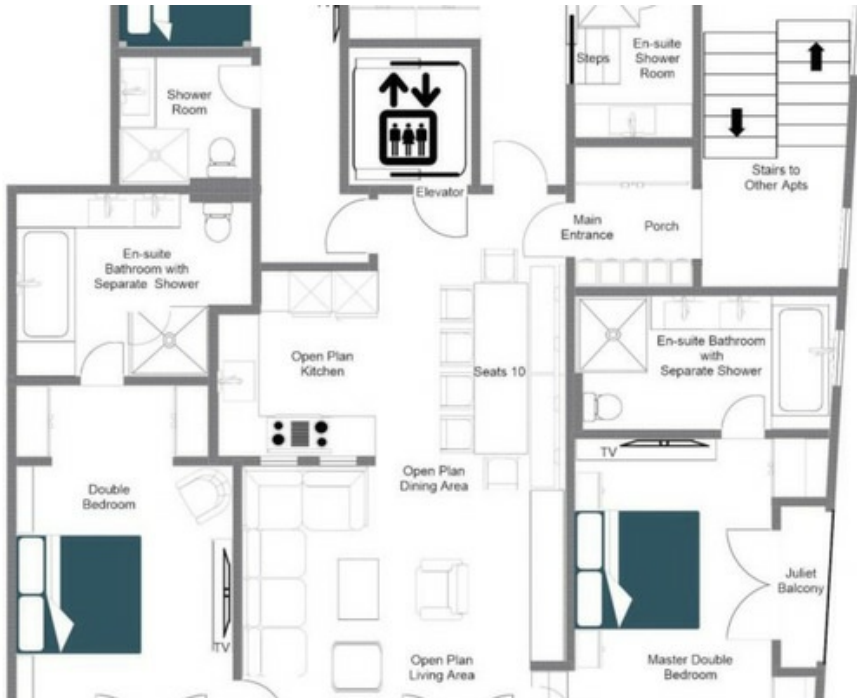 Shower
Room
Elevator
Steps
En-suite
Shower
Room
Stairs to
Other Apts
Main
Entrance
Porch
En-suite
Bathroom with
Separate Shower
Open Plan
Kitchen
Seats 10
En-suite Bathroom
with
Separate Shower
TV
Open Plan
Dining Area
Double
Bedroom
TV
Juliet
Balcony
Open Plan
Living Area
Master Double
Bedroom